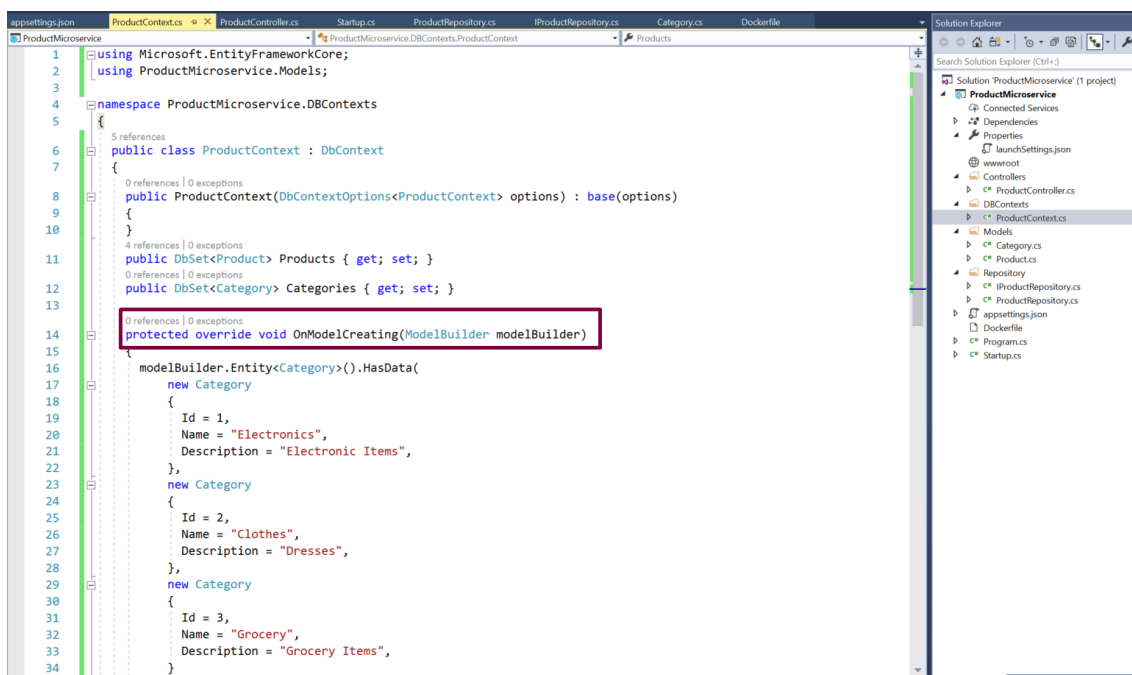 appsettings.json ProductContext.cs ProductController.cs Startup.cs ProductRepository.cs IProductRepository.cs Category.cs Dockerfile
ProductMicroservice ProductMicroservice.DBContexts.ProductContext Products
1 using Microsoft.EntityFrameworkCore;
2 using ProductMicroservice.Models;
3
4 namespace ProductMicroservice.DBContexts
5 {
5 references
6 public class ProductContext : DbContext
7 {
0 references | 0 exceptions
8 public ProductContext(DbContextOptions<ProductContext> options) : base(options)
9 {
10 }
4 references | 0 exceptions
11 public DbSet<Product> Products { get; set; }
0 references | 0 exceptions
12 public DbSet<Category> Categories { get; set; }
13
0 references | 0 exceptions
14 protected override void OnModelCreating(ModelBuilder modelBuilder)
15 {
16 modelBuilder.Entity<Category>().HasData(
17 new Category
18 {
19 Id = 1,
20 Name = "Electronics",
21 Description = "Electronic Items",
22 },
23 new Category
24 {
25 Id = 2,
26 Name = "Clothes",
27 Description = "Dresses",
28 },
29 new Category
30 {
31 Id = 3,
32 Name = "Grocery",
33 Description = "Grocery Items",
34 }
Solution Explorer
Search Solution Explorer (Ctrl+;)
Solution 'ProductMicroservice' (1 project)
ProductMicroservice
Connected Services
Dependencies
Properties
launchSettings.json
wwwroot
Controllers
C# ProductController.cs
DBContexts
C# ProductContext.cs
Models
C# Category.cs
C# Product.cs
Repository
C# IProductRepository.cs
C# ProductRepository.cs
appsettings.json
Dockerfile
C# Program.cs
C# Startup.cs